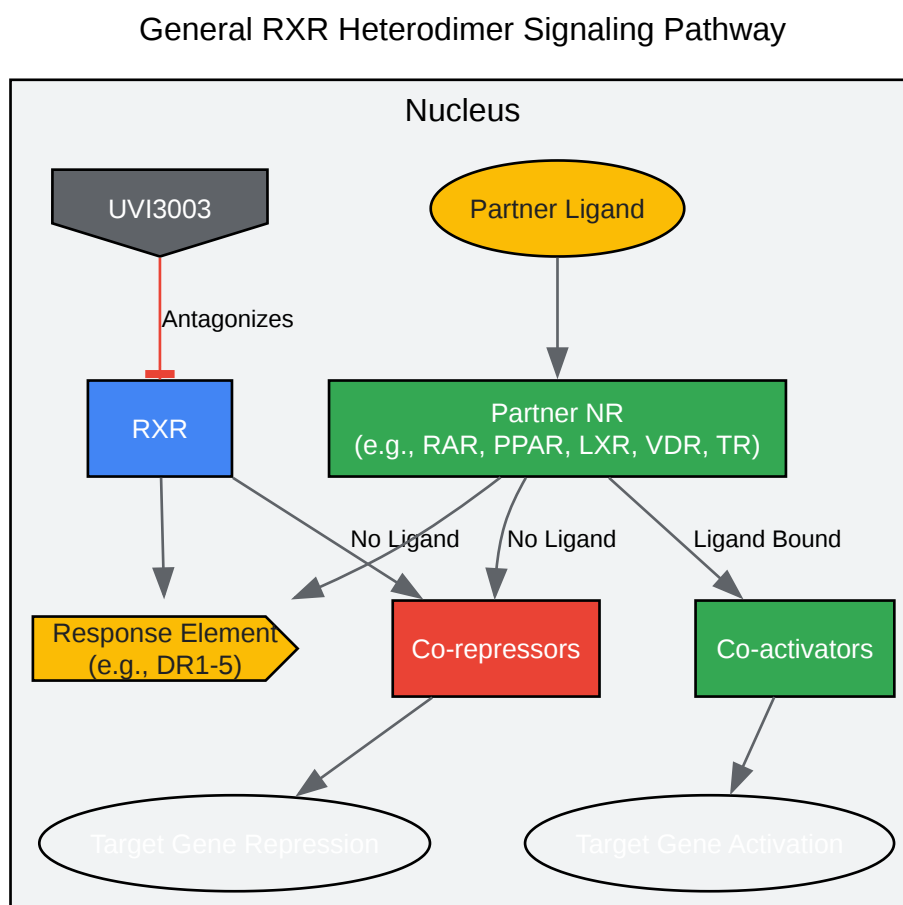 General RXR Heterodimer Signaling Pathway
Nucleus
UVI3003
Partner Ligand
Antagonizes
RXR
Partner NR
(e.g., RAR, PPAR, LXR, VDR, TR)
No Ligand
No Ligand
Ligand Bound
Response Element
(e.g., DR1-5)
Co-repressors
Co-activators
Target Gene Repression
Target Gene Activation